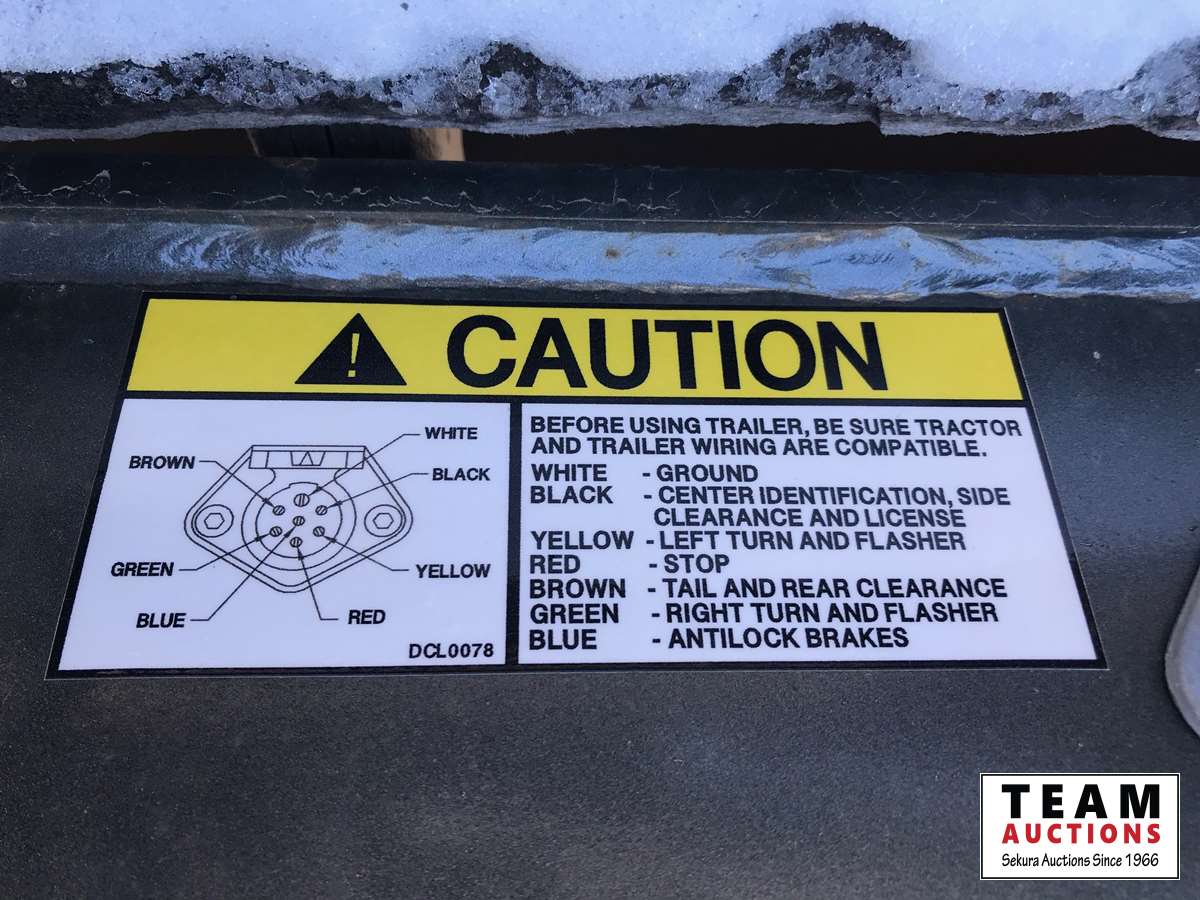 CAUTION
WHITE
BROWN
BLACK
GREEN
YELLOW
BLUE
RED
DCL0078
BEFORE USING TRAILER, BE SURE TRACTOR
AND TRAILER WIRING ARE COMPATIBLE.
WHITE - GROUND
BLACK - CENTER IDENTIFICATION, SIDE
CLEARANCE AND LICENSE
YELLOW - LEFT TURN AND FLASHER
RED - STOP
BROWN - TAIL AND REAR CLEARANCE
GREEN - RIGHT TURN AND FLASHER
BLUE - ANTILOCK BRAKES
TEAM
AUCTIONS
Sekura Auctions Since 1966